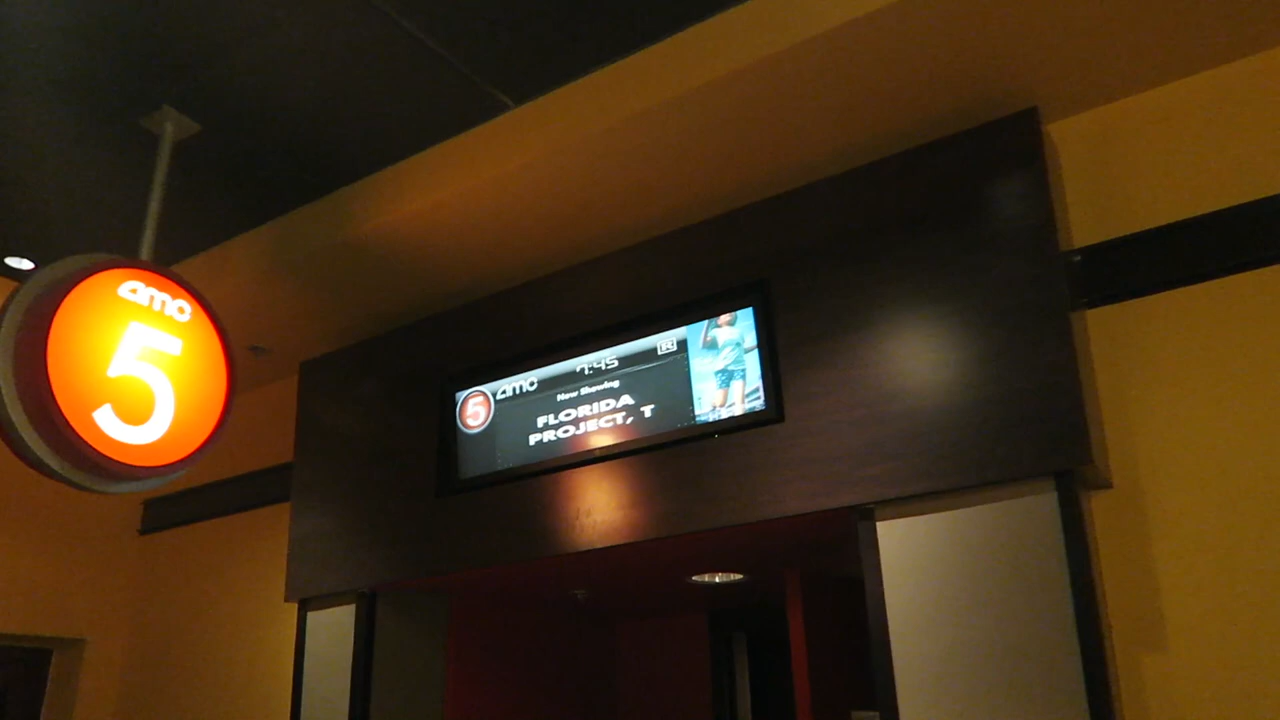 amc
5
5 amc 7:45 R
Now Showing
FLORIDA
PROJECT, T